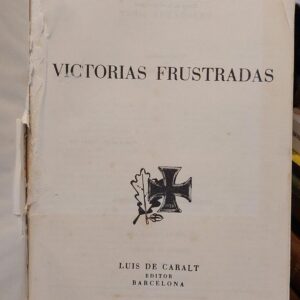 VICTORIAS FRUSTRADAS
LUIS DE CARALT
EDITOR
BARCELONA